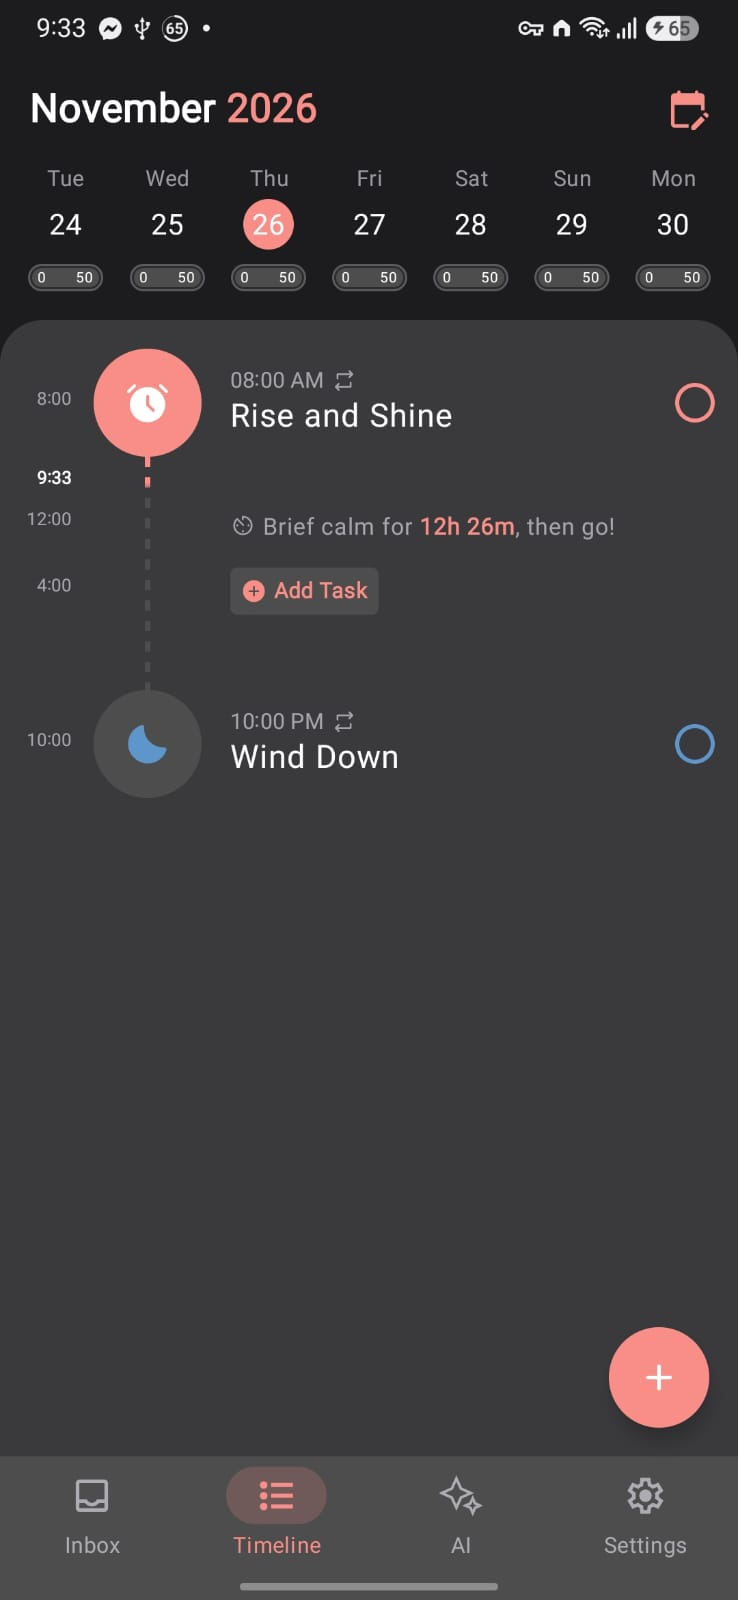 9:33 65 65
November 2026
Tue Wed Thu Fri Sat Sun Mon
24 25 26 27 28 29 30
0 50 0 50 0 50 0 50 0 50 0 50 0 50
8:00 08:00 AM
Rise and Shine
9:33
12:00 Brief calm for 12h 26m, then go!
4:00 Add Task
10:00 10:00 PM
Wind Down
Inbox Timeline AI Settings